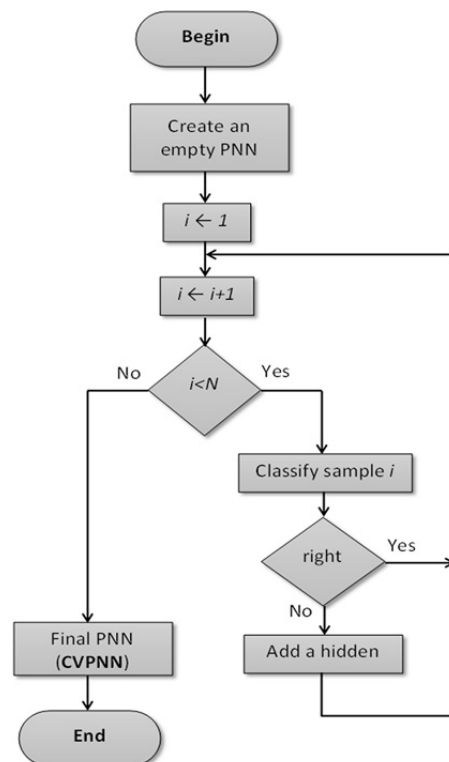 Begin
Create an
empty PNN
i ← 1
i ← i+1
No
i<N
Yes
Classify sample i
right
Yes
No
Final PNN
(CVPNN)
Add a hidden
End